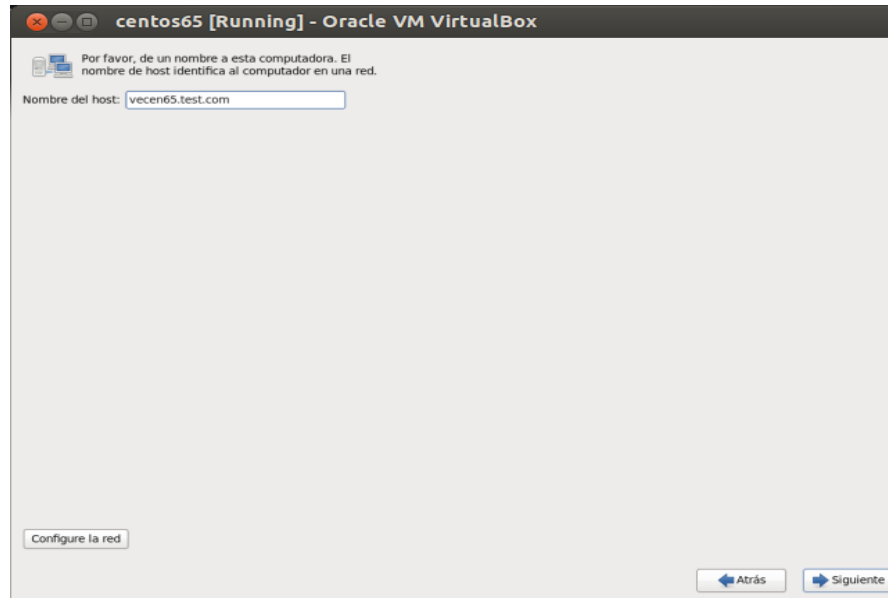 centos65 [Running] - Oracle VM VirtualBox
Por favor, de un nombre a esta computadora. El
nombre de host identifica al computador en una red.
Nombre del host: vecen65.test.com
Configure la red
Atrás Siguiente